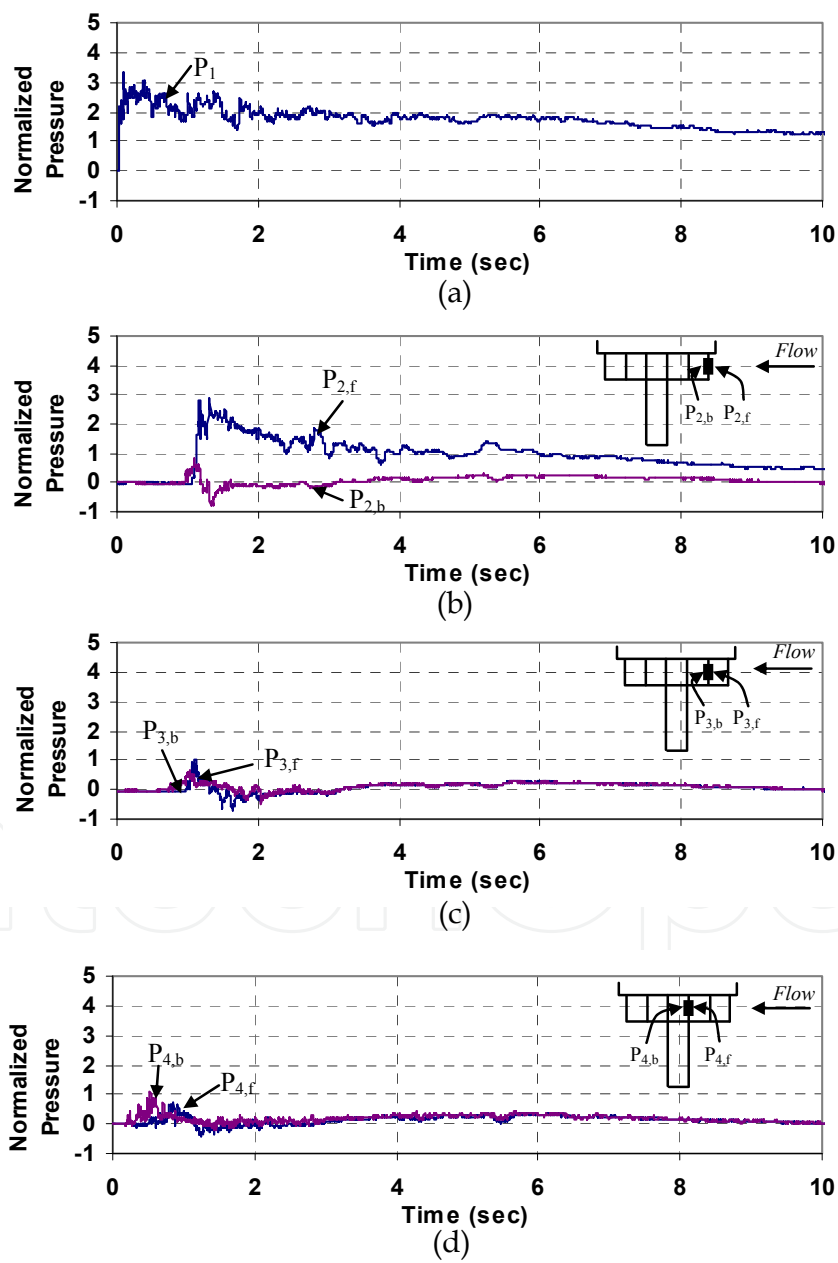 5
4
3
2
1
0
-1
Normalized
Pressure
P1
0 2 4 6 8 10
Time (sec)
(a)
5
4
3
2
1
0
-1
Normalized
Pressure
P2,f
P2,b
Flow
P2,b P2,f
0 2 4 6 8 10
Time (sec)
(b)
5
4
3
2
1
0
-1
Normalized
Pressure
P3,b
P3,f
Flow
P3,b P3,f
0 2 4 6 8 10
Time (sec)
(c)
5
4
3
2
1
0
-1
Normalized
Pressure
P4,b
P4,f
Flow
P4,b P4,f
0 2 4 6 8 10
Time (sec)
(d)